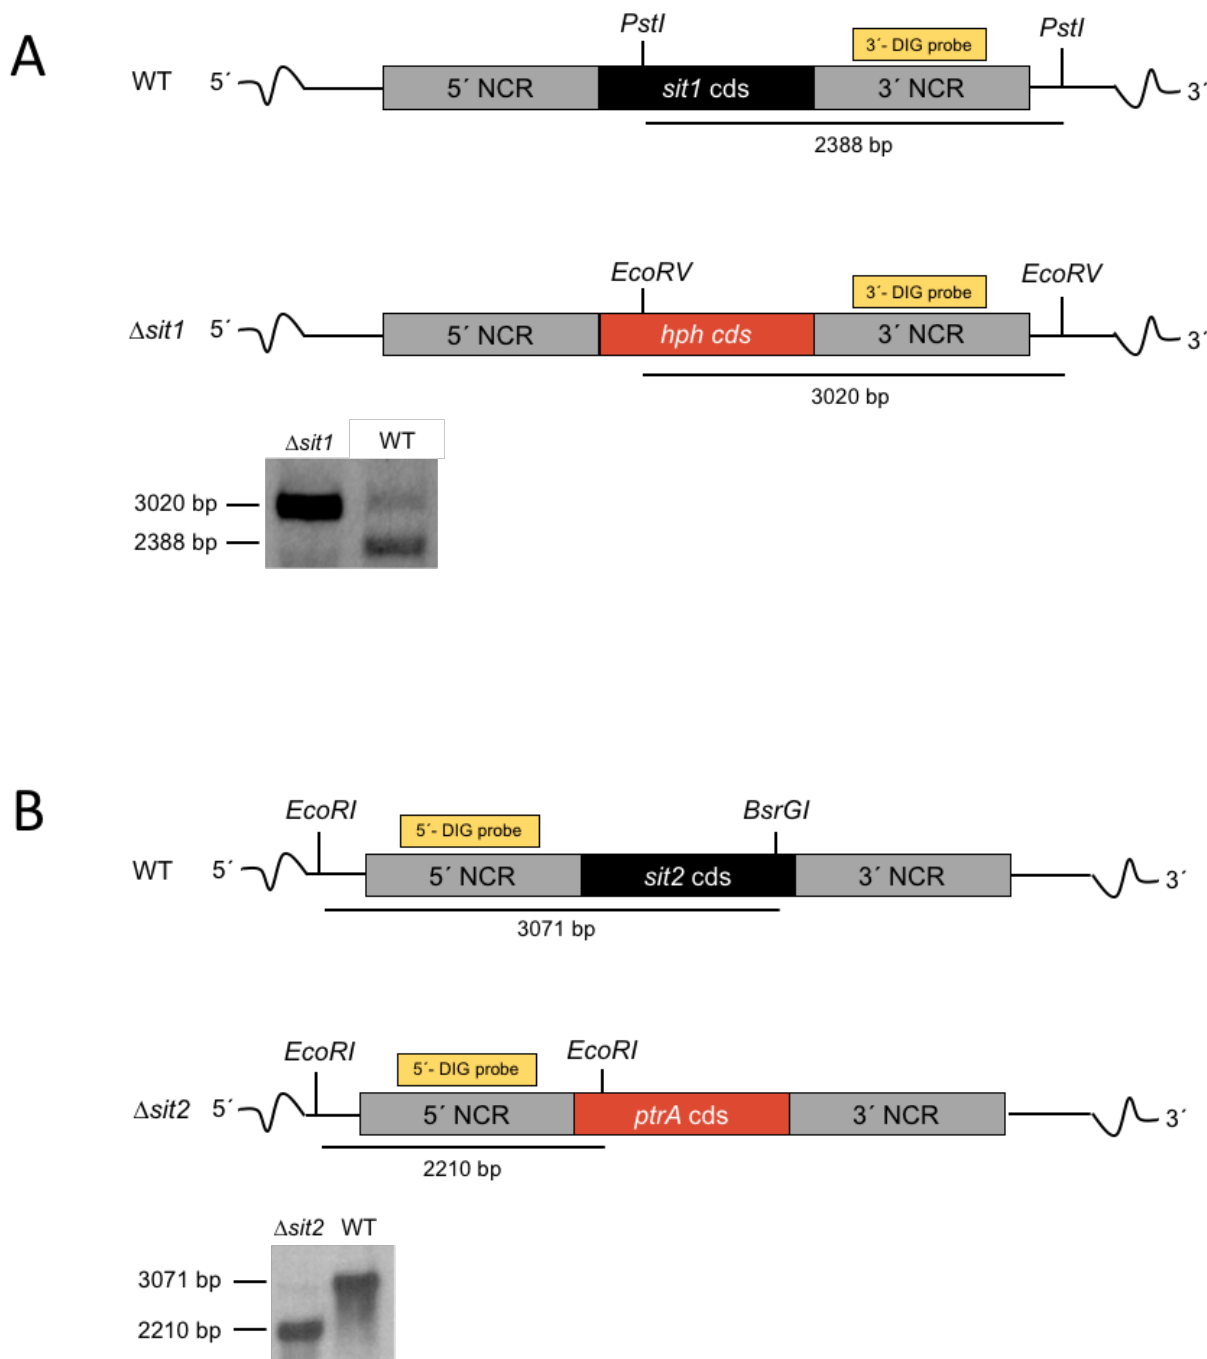 A
PstI
PstI
3´- DIG probe
WT 5´ 5´ NCR sit1 cds 3´ NCR 3´
2388 bp
EcoRV
EcoRV
3´- DIG probe
Δsit1 5´ 5´ NCR hph cds 3´ NCR 3´
3020 bp
Δsit1 WT
3020 bp
2388 bp
B
EcoRI
BsrGI
5´- DIG probe
WT 5´ 5´ NCR sit2 cds 3´ NCR 3´
3071 bp
EcoRI
EcoRI
5´- DIG probe
Δsit2 5´ 5´ NCR ptrA cds 3´ NCR 3´
2210 bp
Δsit2 WT
3071 bp
2210 bp